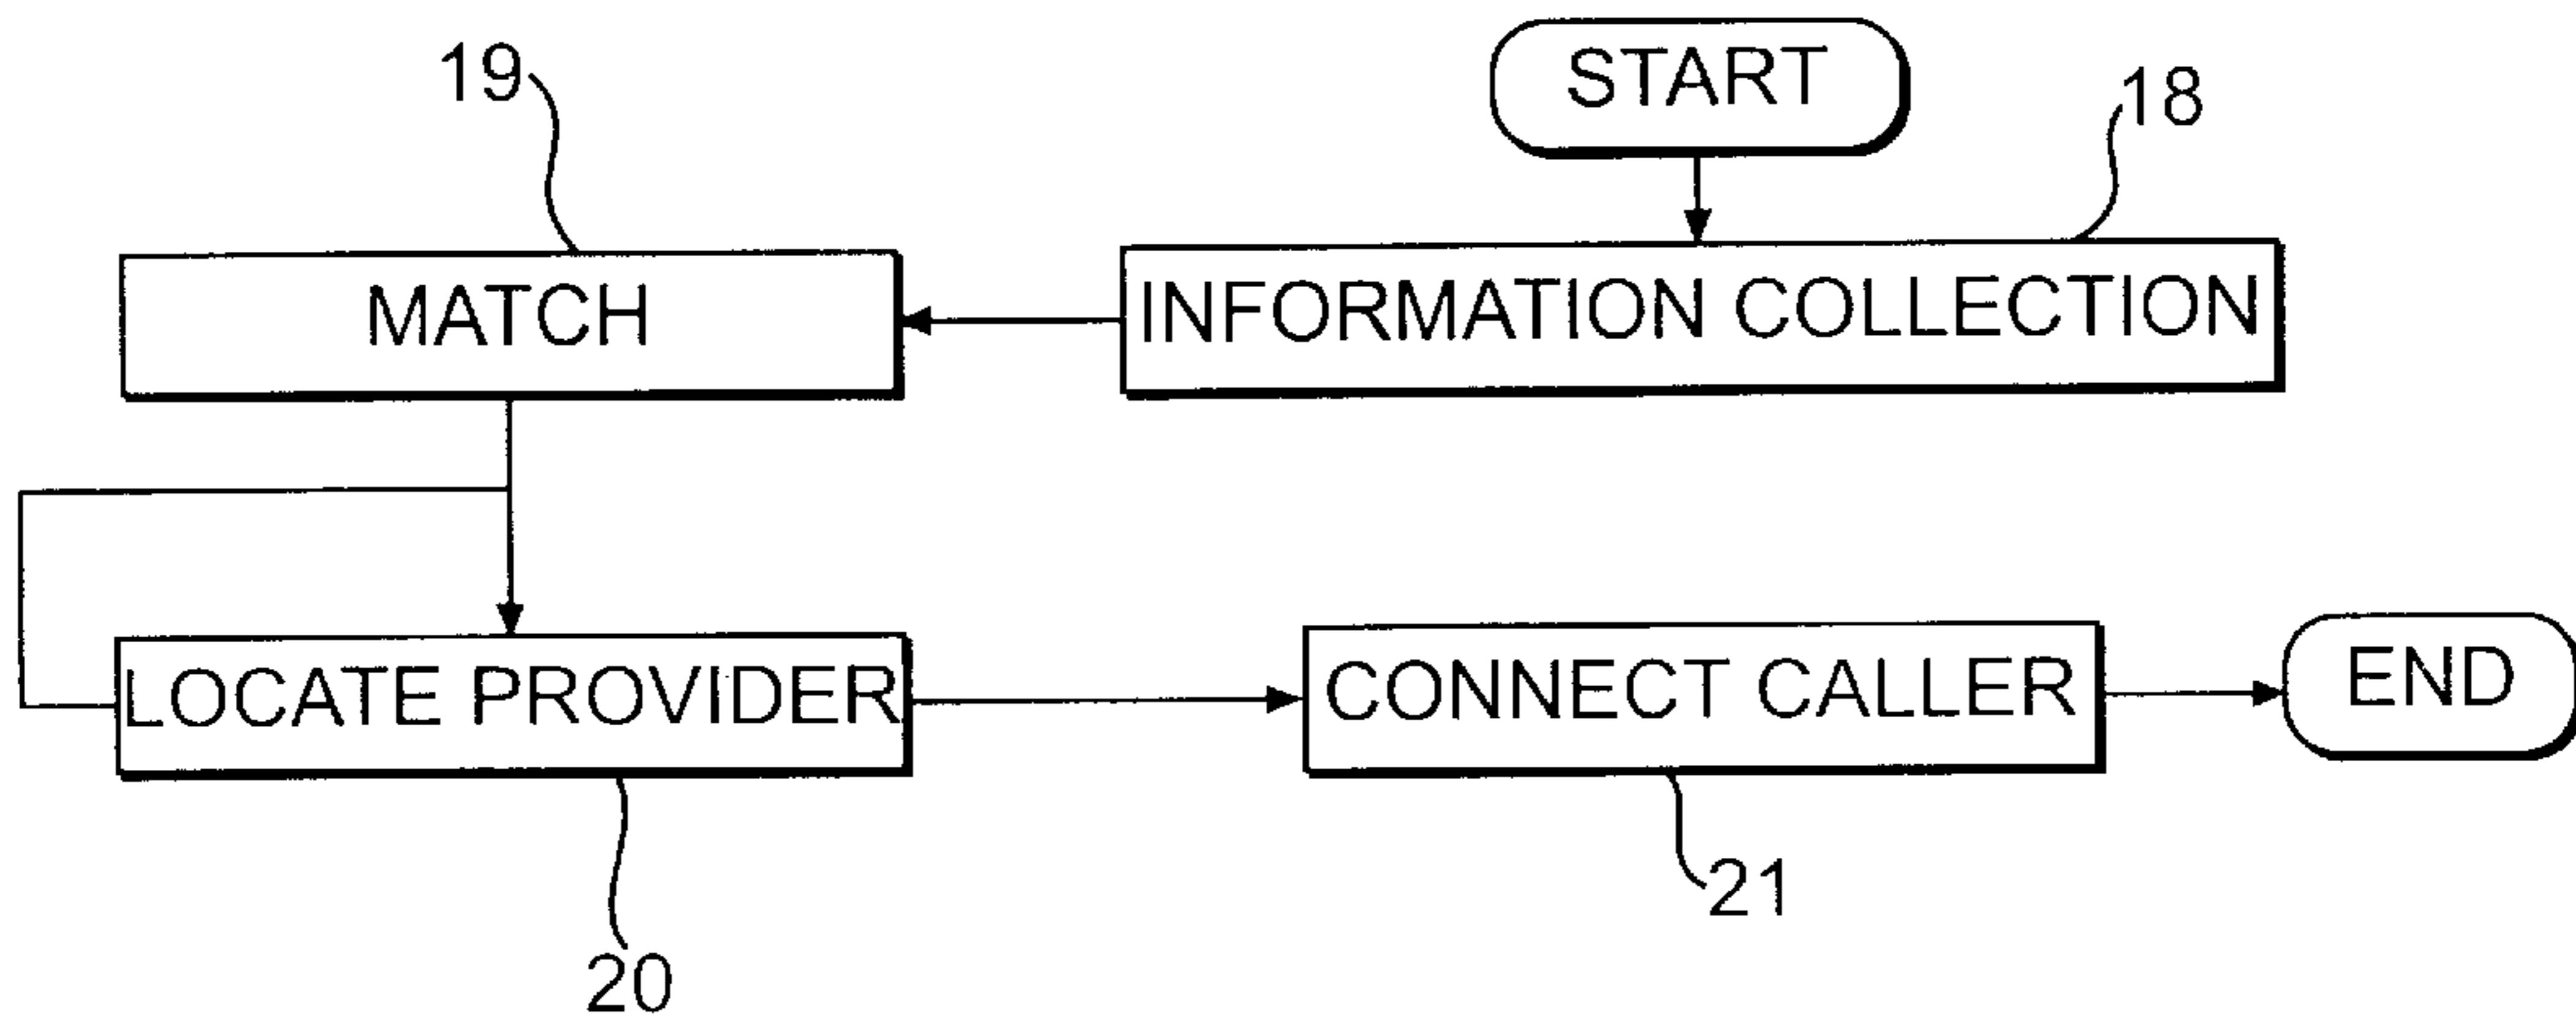 START
18
INFORMATION COLLECTION
19
MATCH
LOCATE PROVIDER
20
CONNECT CALLER
21
END